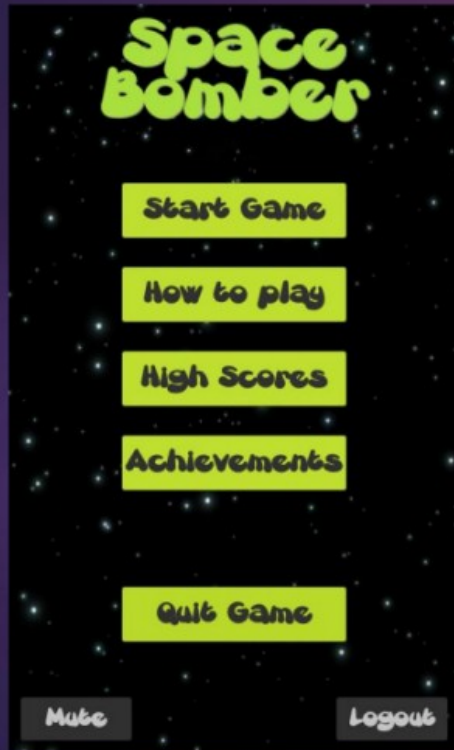 Space
Bomber
Start Game
How to play
High Scores
Achievements
Quit Game
Mute
Logout